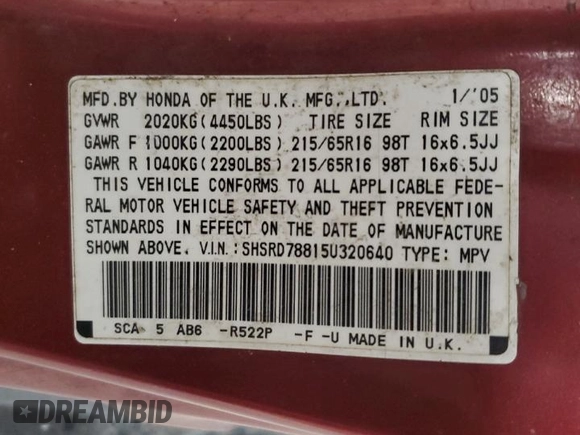 MFD.BY HONDA OF THE U.K. MFG.,LTD. 1/'05
GVWR 2020KG(4450LBS) TIRE SIZE RIM SIZE
GAWR F 1000KG(2200LBS) 215/65R16 98T 16x6.5JJ
GAWR R 1040KG(2290LBS) 215/65R16 98T 16x6.5JJ
THIS VEHICLE CONFORMS TO ALL APPLICABLE FEDE-
RAL MOTOR VEHICLE SAFETY AND THEFT PREVENTION
STANDARDS IN EFFECT ON THE DATE OF MANUFACTURE
SHOWN ABOVE. V.I.N.:SHSRD78815U320640 TYPE: MPV
SCA 5 AB6 -R522P -F -U MADE IN U.K.
DREAMBID